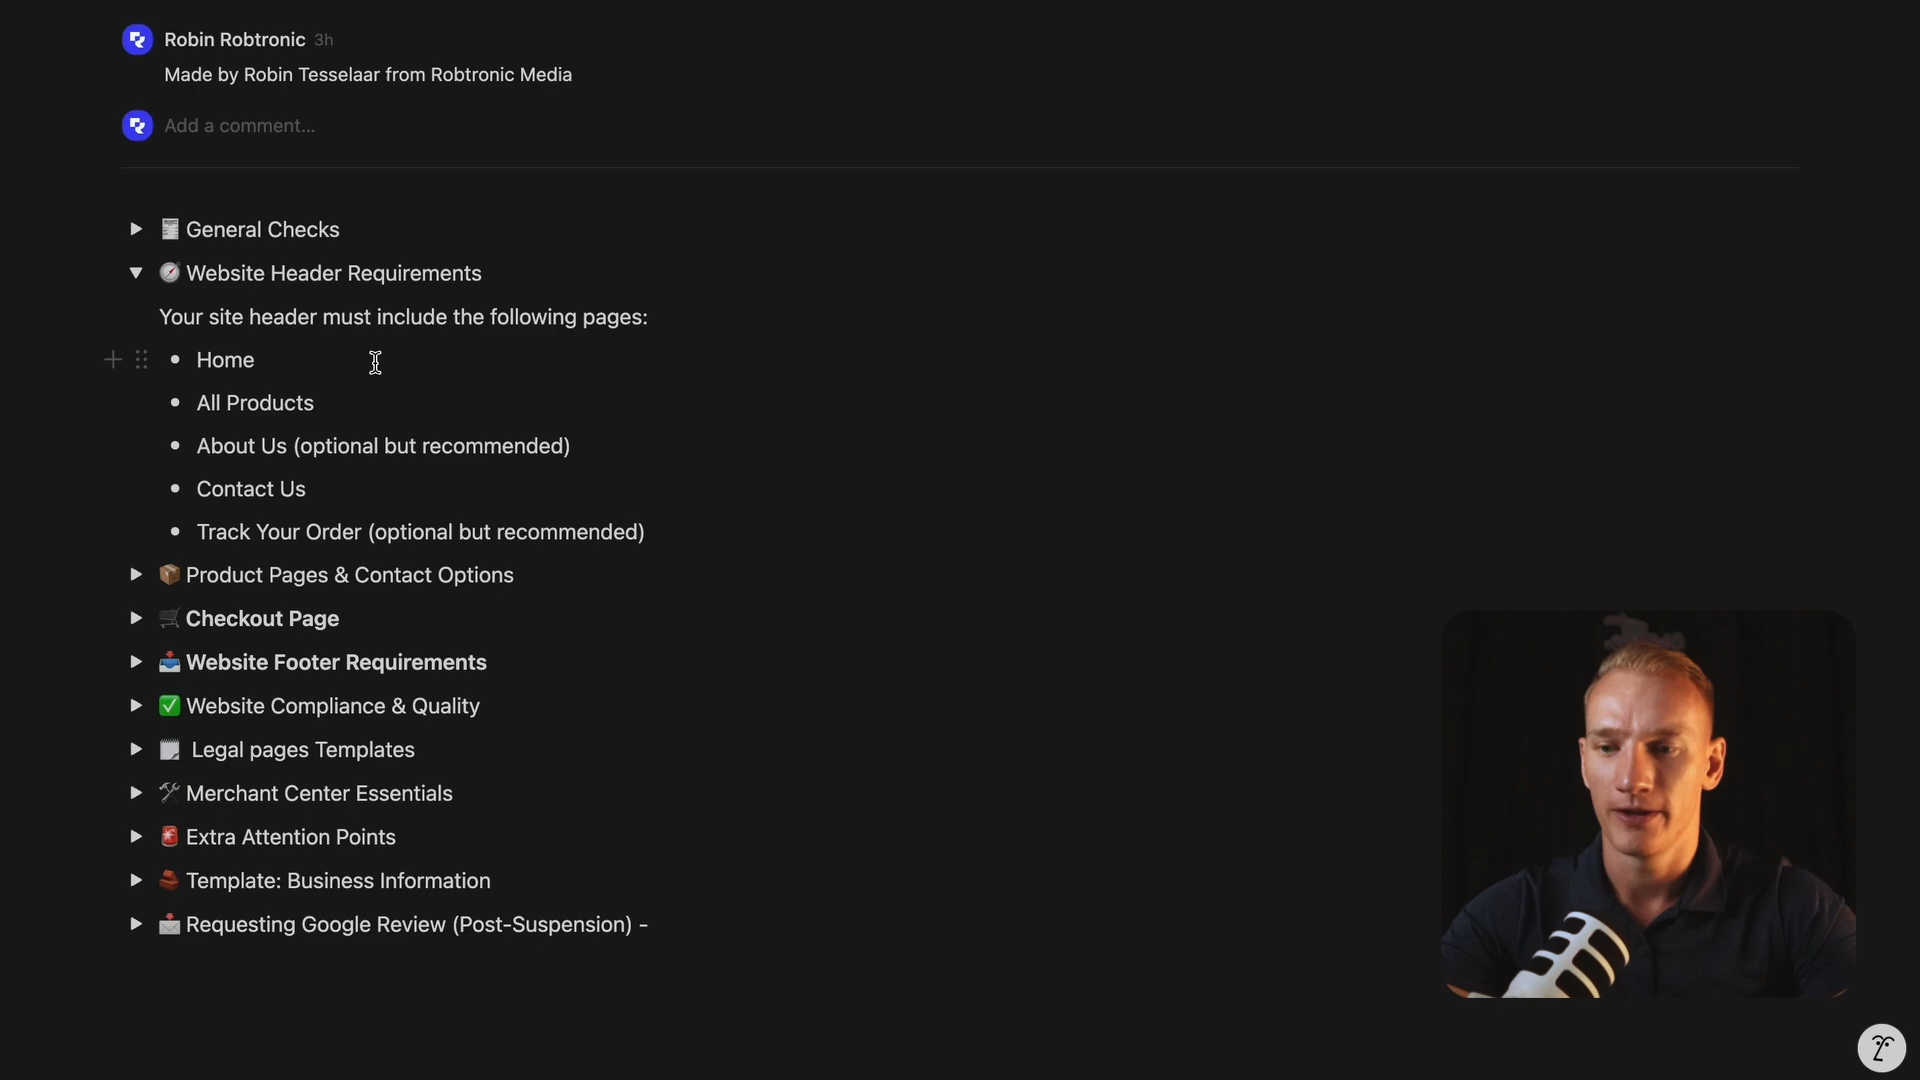 Robin Robtronic 3h
Made by Robin Tesselaar from Robtronic Media
Add a comment...
General Checks
Website Header Requirements
Your site header must include the following pages:
Home
All Products
About Us (optional but recommended)
Contact Us
Track Your Order (optional but recommended)
Product Pages & Contact Options
Checkout Page
Website Footer Requirements
Website Compliance & Quality
Legal pages Templates
Merchant Center Essentials
Extra Attention Points
Template: Business Information
Requesting Google Review (Post-Suspension) -